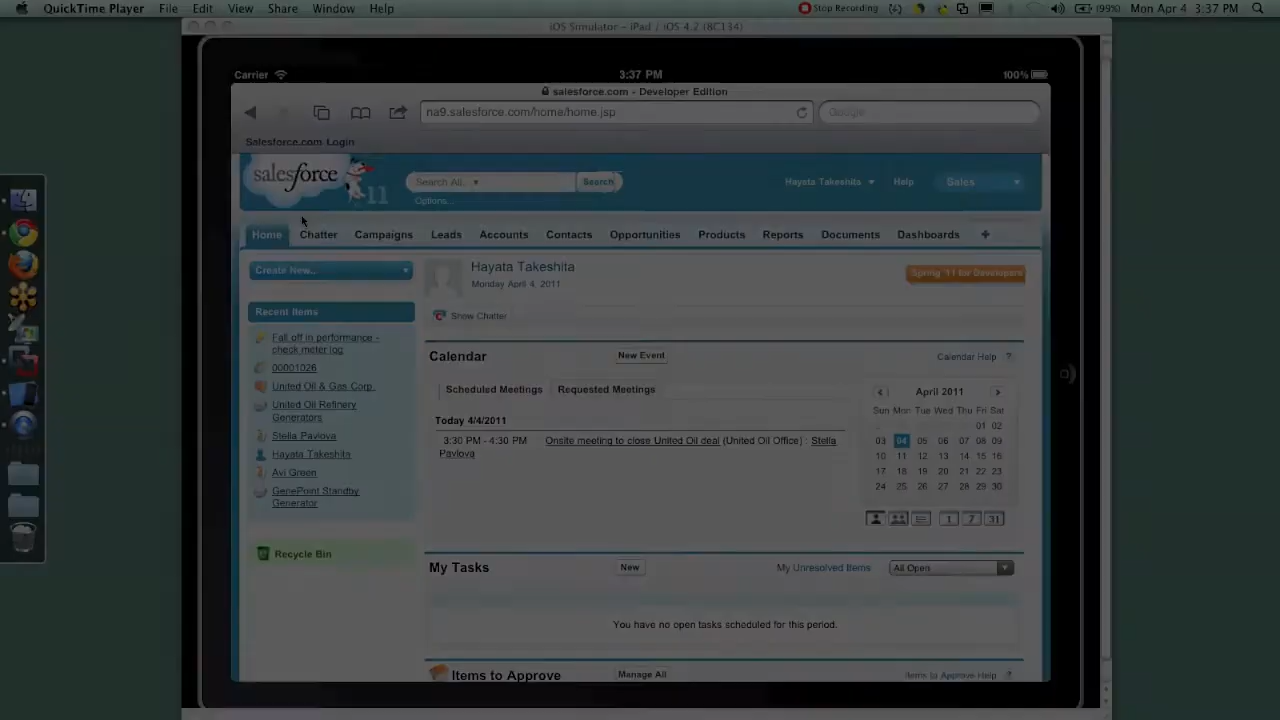 QuickTime Player File Edit View Share Window Help Stop Recording (99%) Mon Apr 4 3:37 PM
iOS Simulator - iPad / iOS 4.2 (8C134)
Carrier 3:37 PM 100%
salesforce.com - Developer Edition
na9.salesforce.com/home/home.jsp Google
Salesforce.com Login
salesforce 11 Search All... Search Hayata Takeshita Help Sales
Options...
Home Chatter Campaigns Leads Accounts Contacts Opportunities Products Reports Documents Dashboards +
Create New...
Hayata Takeshita
Monday April 4, 2011
Spring '11 for Developers
Recent Items
Show Chatter
Fall off in performance - check meter log
00001026
United Oil & Gas Corp.
United Oil Refinery Generators
Stella Pavlova
Hayata Takeshita
Avi Green
GenePoint Standby Generator
Recycle Bin
Calendar New Event Calendar Help ?
Scheduled Meetings Requested Meetings
Today 4/4/2011
3:30 PM - 4:30 PM Onsite meeting to close United Oil deal (United Oil Office) : Stella
Pavlova
April 2011
Sun Mon Tue Wed Thu Fri Sat
01 02
03 04 05 06 07 08 09
10 11 12 13 14 15 16
17 18 19 20 21 22 23
24 25 26 27 28 29 30
1 7 31
My Tasks New My Unresolved Items All Open
You have no open tasks scheduled for this period.
Items to Approve Manage All Items to Approve Help ?